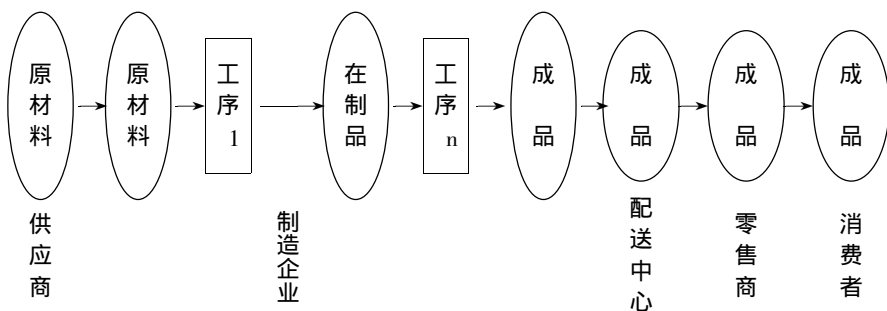 原材料
原材料
工序1
在制品
工序n
成品
成品
成品
成品
供应商
制造企业
配送中心
零售商
消费者